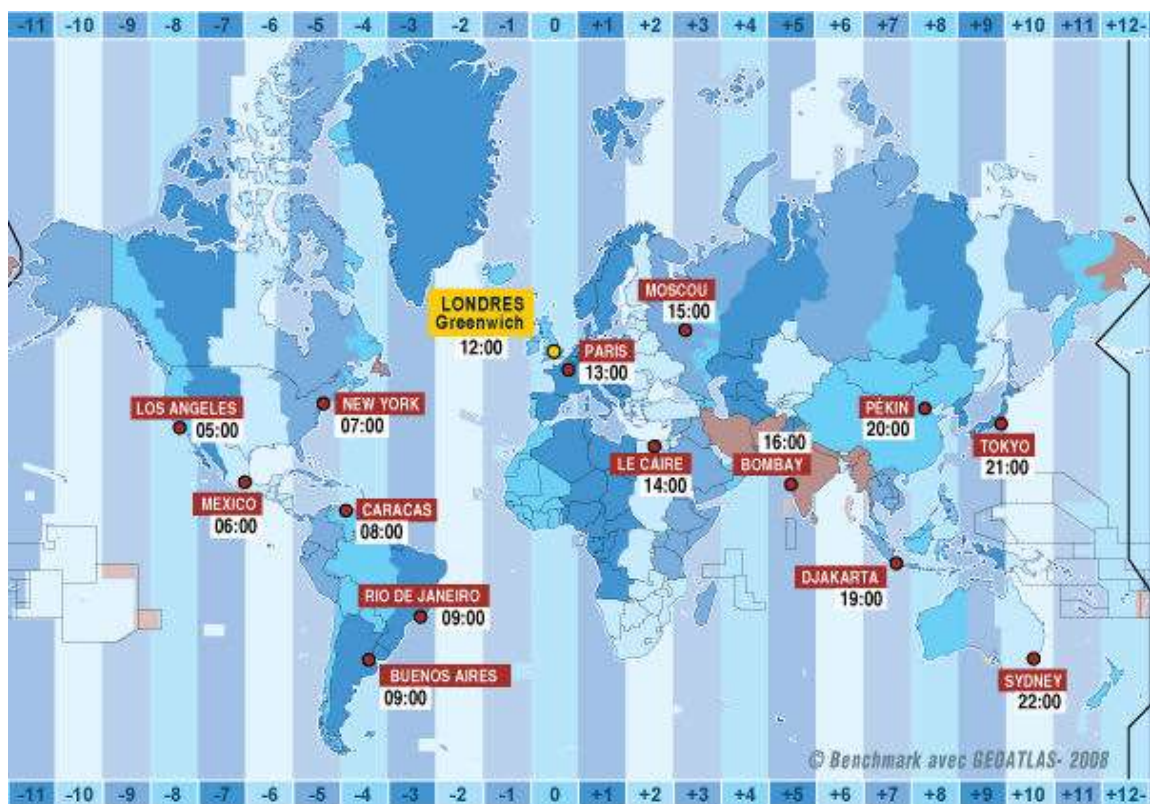 -11 -10 -9 -8 -7 -6 -5 -4 -3 -2 -1 0 +1 +2 +3 +4 +5 +6 +7 +8 +9 +10 +11 +12-
MOSCOU
15:00
LONDRES
Greenwich
12:00
PARIS
13:00
LOS ANGELES
05:00
NEW YORK
07:00
PÉKIN
20:00
TOKYO
21:00
LE CAIRE
14:00
16:00
BOMBAY
MEXICO
06:00
CARACAS
08:00
DJAKARTA
19:00
RIO DE JANEIRO
09:00
BUENOS AIRES
09:00
SYDNEY
22:00
© Benchmark avec GEOATLAS- 2008
-11 -10 -9 -8 -7 -6 -5 -4 -3 -2 -1 0 +1 +2 +3 +4 +5 +6 +7 +8 +9 +10 +11 +12-